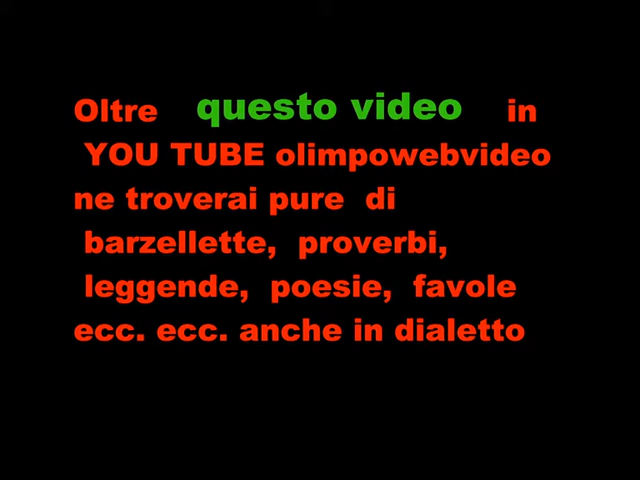 Oltre questo video in
YOU TUBE olimpowebvideo
ne troverai pure di
barzellette, proverbi,
leggende, poesie, favole
ecc. ecc. anche in dialetto